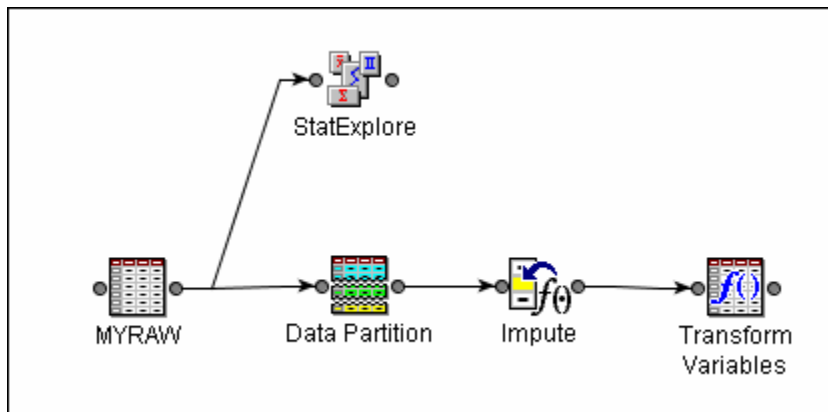 StatExplore
MYRAW
Data Partition
Impute
Transform
Variables